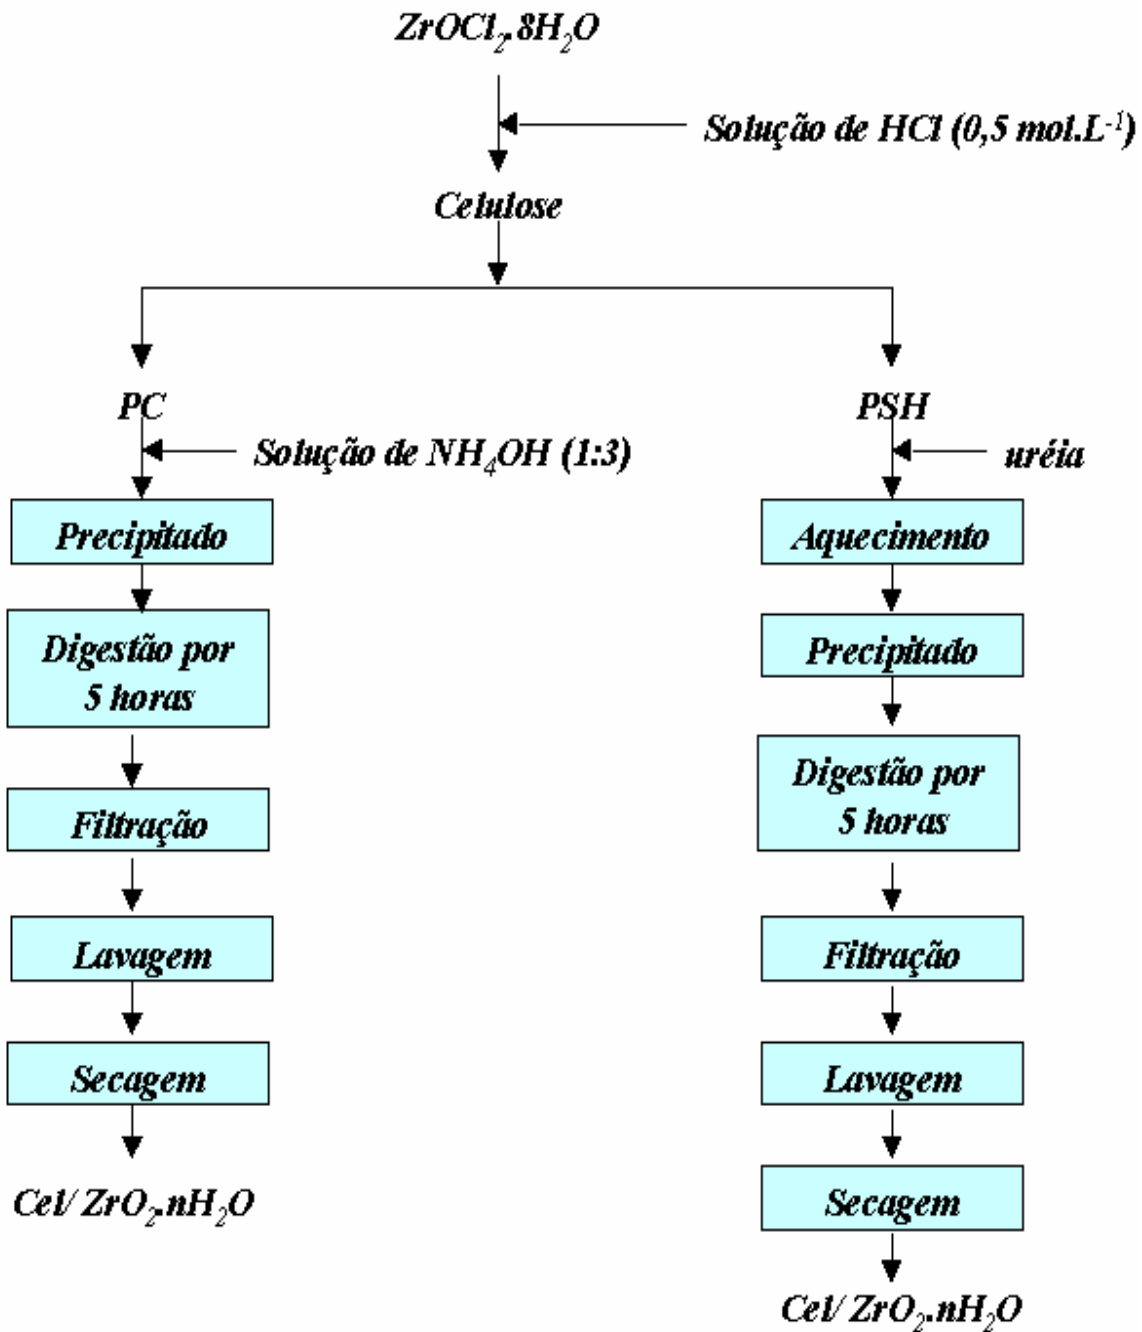 ZrOCl₂.8H₂O
Solução de HCl (0,5 mol.L⁻¹)
Celulose
PC
Solução de NH₄OH (1:3)
Precipitado
Digestão por
5 horas
Filtração
Lavagem
Secagem
Cel/ ZrO₂.nH₂O
PSH
uréia
Aquecimento
Precipitado
Digestão por
5 horas
Filtração
Lavagem
Secagem
Cel/ ZrO₂.nH₂O